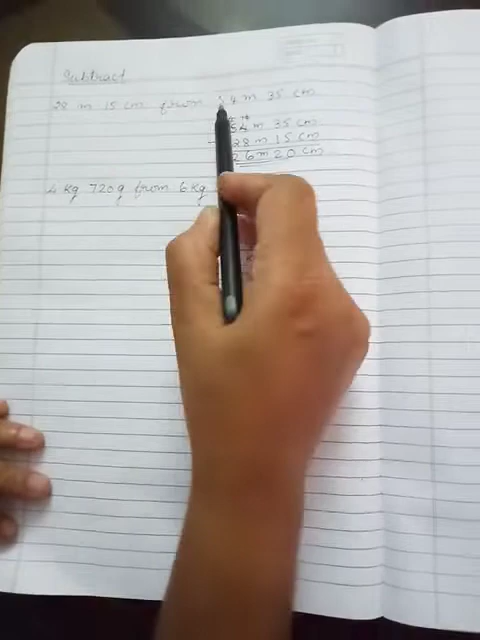 Subtract
28 m 15 cm from 54 m 35 cm
54 m 35 cm
- 28 m 15 cm
26 m 20 cm
4 kg 720 g from 6 kg